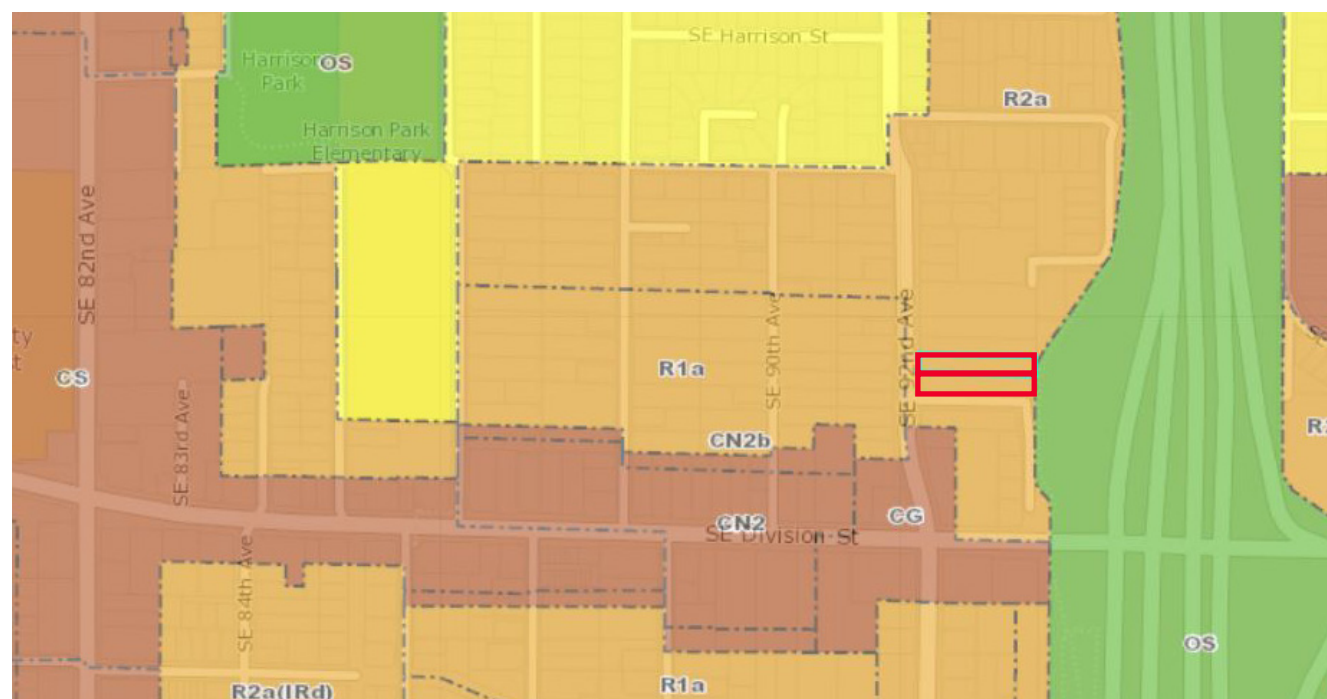 SE Harrison St
Harrison
Park
OS
R2a
Harrison Park
Elementary
SE 82nd Ave
CS
SE 83rd Ave
R1a
SE 90th Ave
SE 92nd Ave
CN2b
CN2
SE Division St
CG
SE 84th Ave
R2a(IRd)
R1a
OS